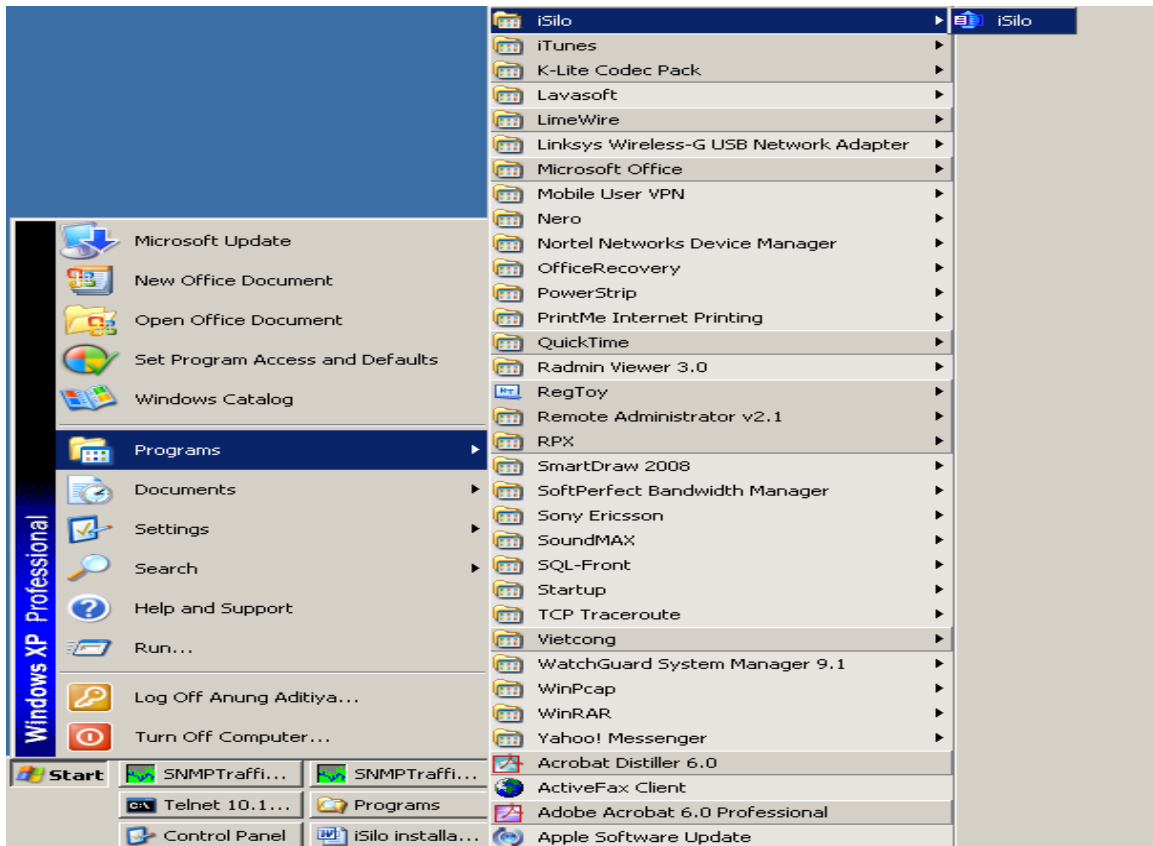 iSilo
iSilo
iTunes
K-Lite Codec Pack
Lavasoft
LimeWire
Linksys Wireless-G USB Network Adapter
Microsoft Office
Mobile User VPN
Nero
Nortel Networks Device Manager
OfficeRecovery
PowerStrip
PrintMe Internet Printing
QuickTime
Radmin Viewer 3.0
RegToy
Remote Administrator v2.1
RPX
SmartDraw 2008
SoftPerfect Bandwidth Manager
Sony Ericsson
SoundMAX
SQL-Front
Startup
TCP Traceroute
Vietcong
WatchGuard System Manager 9.1
WinPcap
WinRAR
Yahoo! Messenger
Acrobat Distiller 6.0
ActiveFax Client
Adobe Acrobat 6.0 Professional
Apple Software Update
Microsoft Update
New Office Document
Open Office Document
Set Program Access and Defaults
Windows Catalog
Programs
Documents
Settings
Search
Help and Support
Run...
Log Off Anung Aditiya...
Turn Off Computer...
Windows XP Professional
Start
SNMPTraffi...
SNMPTraffi...
Telnet 10.1...
Programs
Control Panel
iSilo installa...